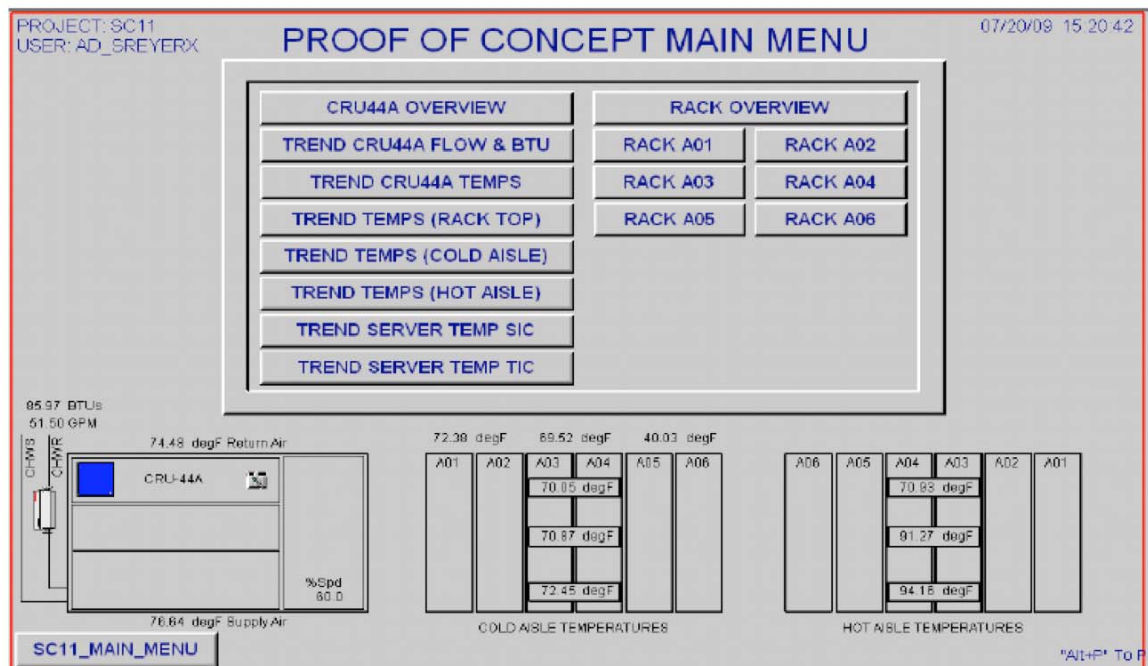 PROJECT: SC11
USER: AD_SREYERX
PROOF OF CONCEPT MAIN MENU
07/20/09 15:20:42
CRU44A OVERVIEW
RACK OVERVIEW
TREND CRU44A FLOW & BTU
RACK A01
RACK A02
TREND CRU44A TEMPS
RACK A03
RACK A04
TREND TEMPS (RACK TOP)
RACK A05
RACK A06
TREND TEMPS (COLD AISLE)
TREND TEMPS (HOT AISLE)
TREND SERVER TEMP SIC
TREND SERVER TEMP TIC
85.97 BTUs
51.50 GPM
CHWS
CHWR
74.48 degF Return Air
CRU-44A
%Spd
60.0
76.64 degF Supply Air
72.38 degF 69.52 degF 40.03 degF
A01 A02 A03 A04 A05 A06
70.05 degF
70.87 degF
72.45 degF
COLD AISLE TEMPERATURES
A06 A05 A04 A03 A02 A01
70.93 degF
91.27 degF
94.16 degF
HOT AISLE TEMPERATURES
SC11_MAIN_MENU
"Alt+P" To P